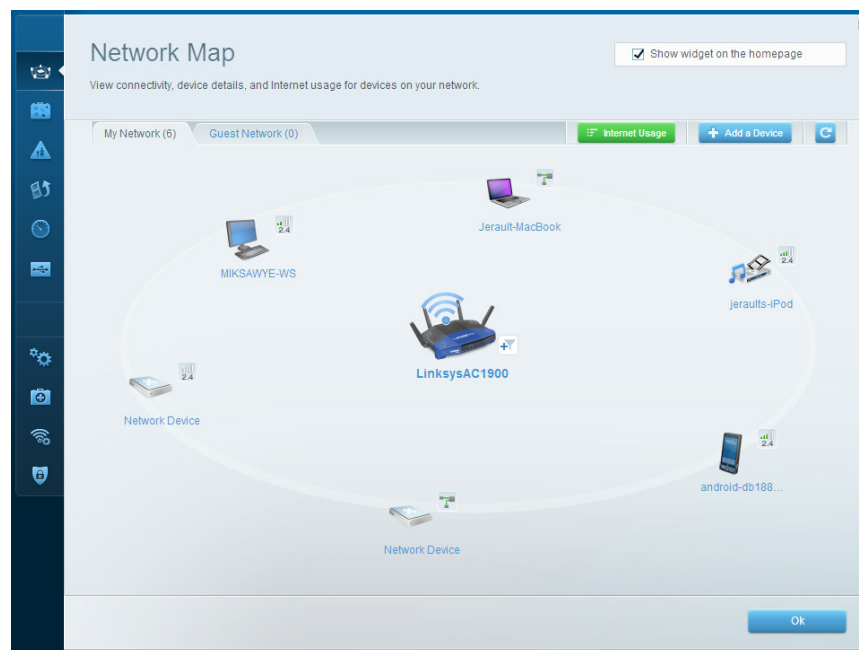 Network Map
Show widget on the homepage
View connectivity, device details, and Internet usage for devices on your network.
My Network (6)
Guest Network (0)
Internet Usage
Add a Device
Jerault-MacBook
2.4
MIKSAWYE-WS
2.4
jeraults-iPod
LinksysAC1900
2.4
Network Device
2.4
android-db188...
Network Device
Ok